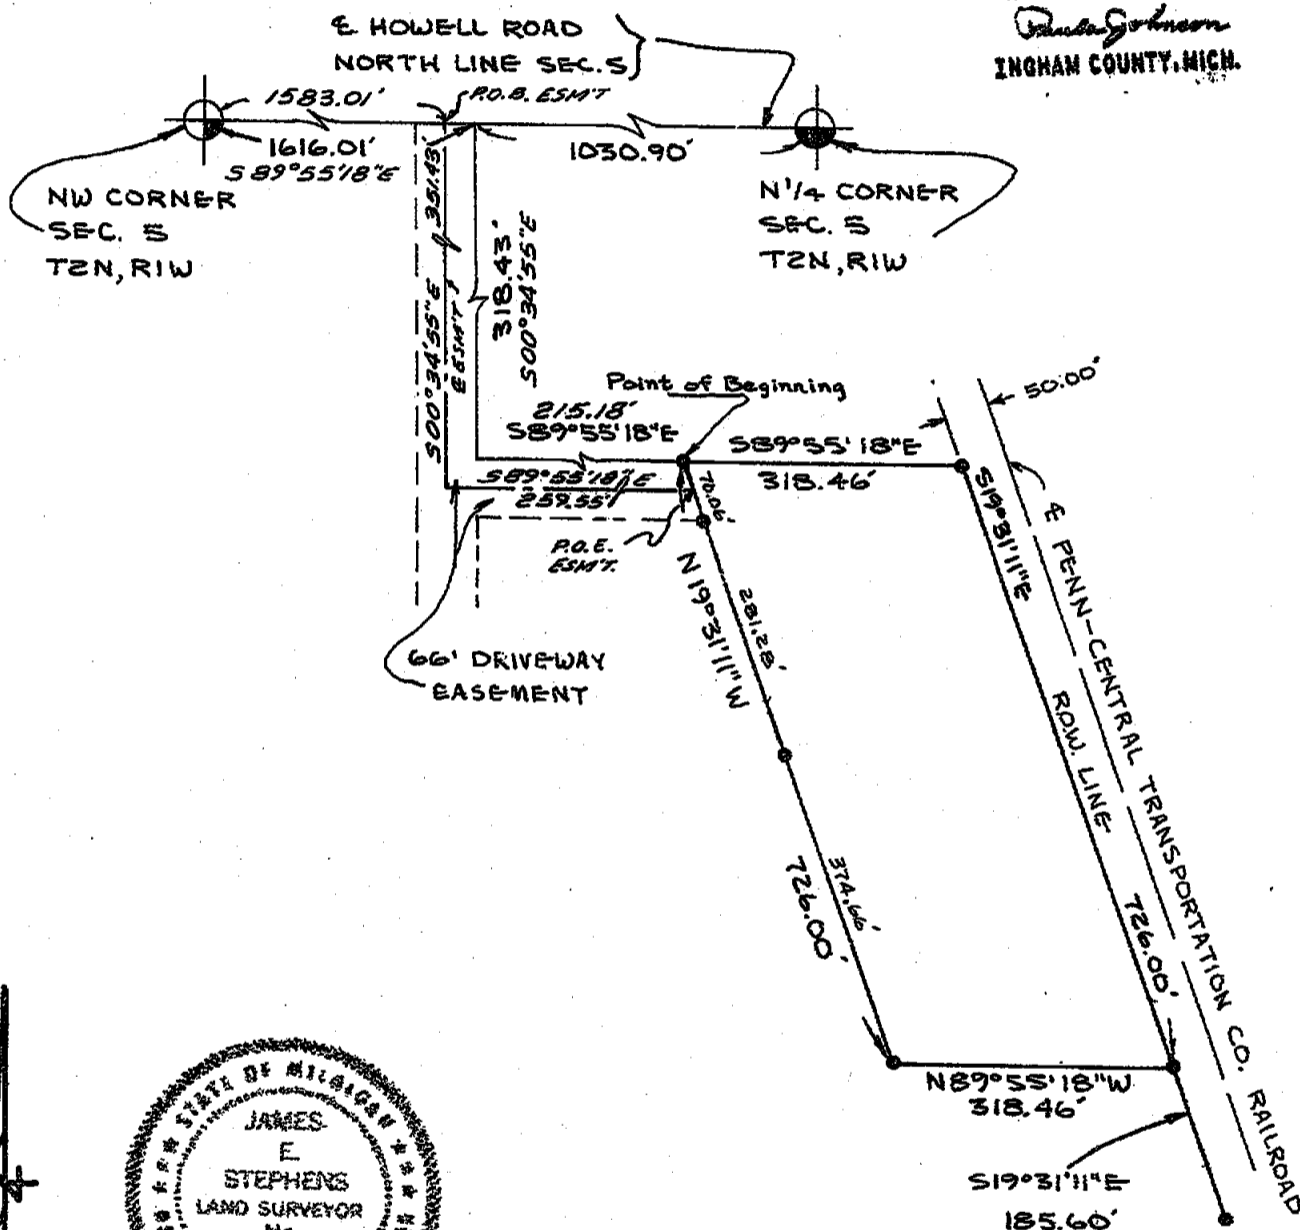 ℄ HOWELL ROAD
NORTH LINE SEC. 5
INGHAM COUNTY, MICH.
1583.01'
P.O.B. ESM'T
1616.01'
S89°55'18"E
1030.90'
NW CORNER
SEC. 5
T2N, R1W
N 1/4 CORNER
SEC. 5
T2N, R1W
351.43'
S00°34'55"E
℄ ESM'T
318.43'
S00°34'55"E
Point of Beginning
50.00'
215.18'
S89°55'18"E
S89°55'18"E
318.46'
S89°55'18"E
259.55'
70.06'
P.O.E.
ESM'T.
S19°31'11"E
℄ PENN-CENTRAL TRANSPORTATION CO. RAILROAD
N19°31'11"W
281.28'
66' DRIVEWAY
EASEMENT
R.O.W. LINE
726.00'
374.66'
726.00'
N89°55'18"W
318.46'
S19°31'11"E
185.60'
STATE OF MICHIGAN
JAMES
E
STEPHENS
LAND SURVEYOR
No.